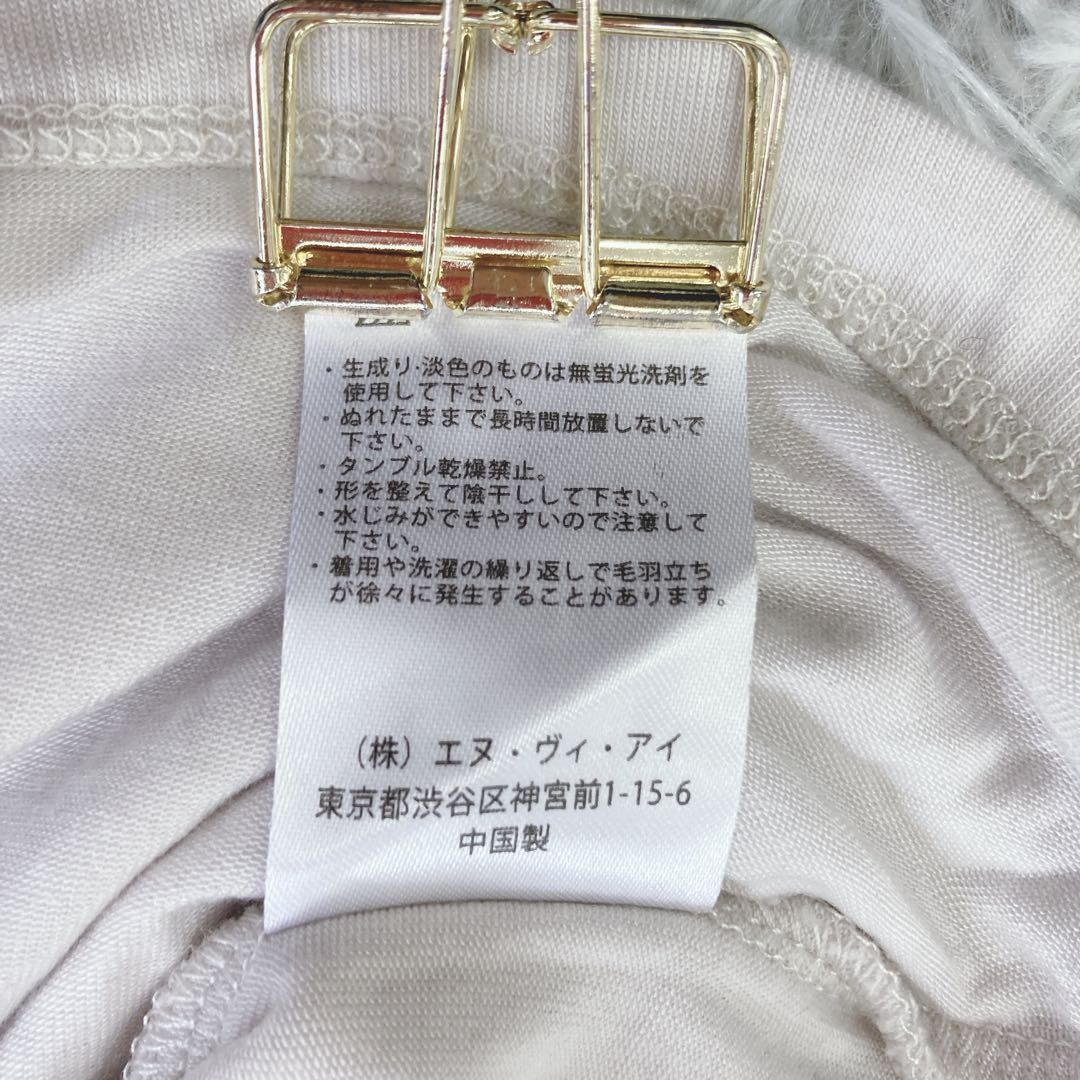 ・生成り・淡色のものは無蛍光洗剤を
使用して下さい。
・ぬれたままで長時間放置しないで
下さい。
・タンブル乾燥禁止。
・形を整えて陰干しして下さい。
・水じみができやすいので注意して
下さい。
・着用や洗濯の繰り返しで毛羽立ち
が徐々に発生することがあります。
（株）エヌ・ヴィ・アイ
東京都渋谷区神宮前1-15-6
中国製